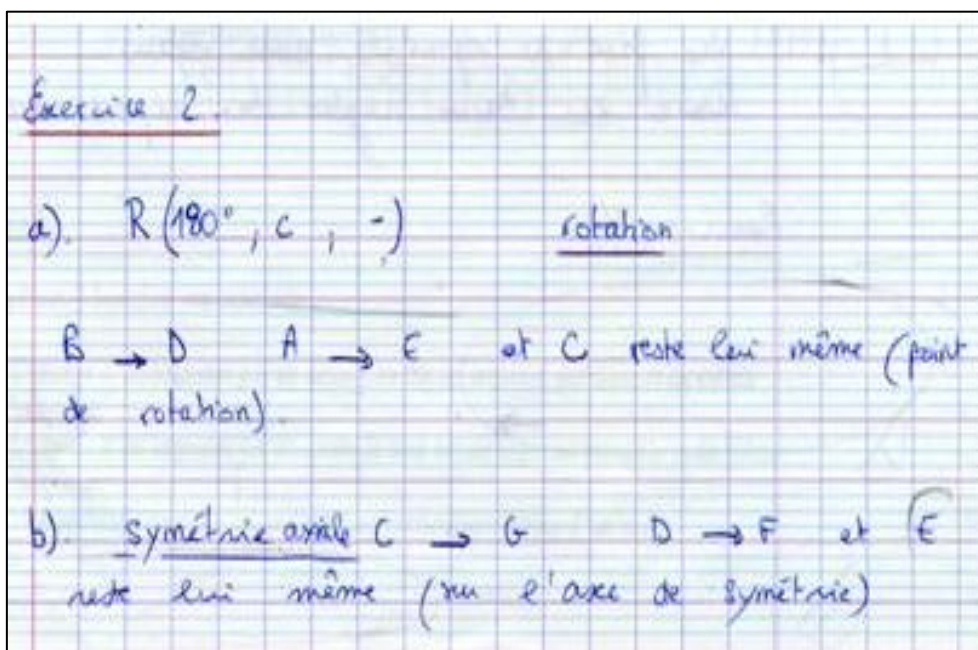 Exercice 2.
a). R(180°, c, -) rotation
B → D A → E et C reste lui même (point
de rotation).
b). Symétrie axiale C → G D → F et E
reste lui même (sur l'axe de symétrie)